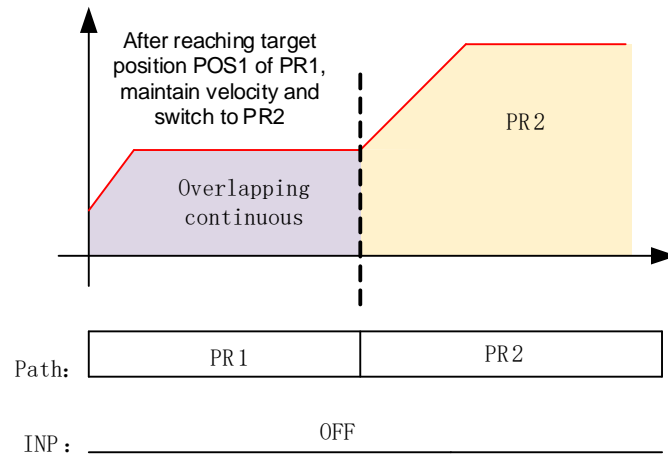 After reaching target
position POS1 of PR1,
maintain velocity and
switch to PR2
PR2
Overlapping
continuous
Path:
PR1
PR2
INP:
OFF